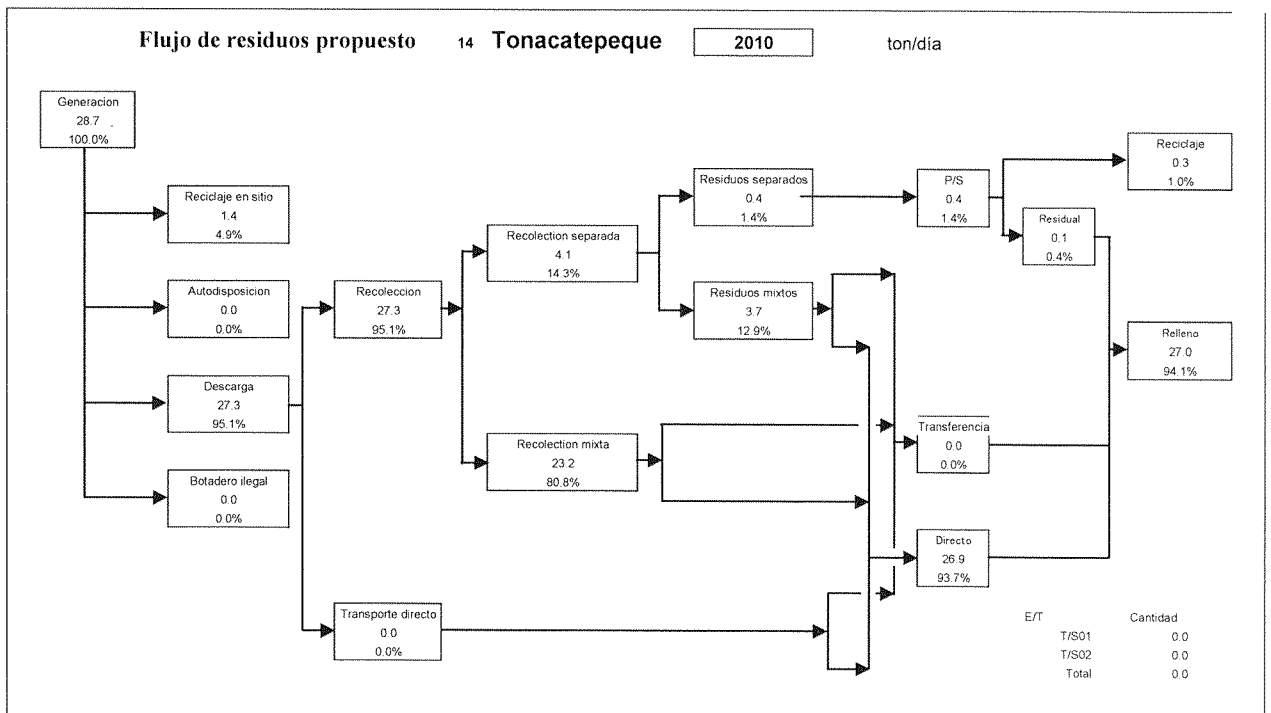 Flujo de residuos propuesto 14 Tonacatepeque 2010 ton/día
Generacion
28.7
100.0%
Reciclaje en sitio
1.4
4.9%
Autodisposicion
0.0
0.0%
Descarga
27.3
95.1%
Botadero ilegal
0.0
0.0%
Recoleccion
27.3
95.1%
Transporte directo
0.0
0.0%
Recolection separada
4.1
14.3%
Recolection mixta
23.2
80.8%
Residuos separados
0.4
1.4%
Residuos mixtos
3.7
12.9%
P/S
0.4
1.4%
Transferencia
0.0
0.0%
Directo
26.9
93.7%
Residual
0.1
0.4%
Reciclaje
0.3
1.0%
Relleno
27.0
94.1%
E/T Cantidad
T/S01 0.0
T/S02 0.0
Total 0.0